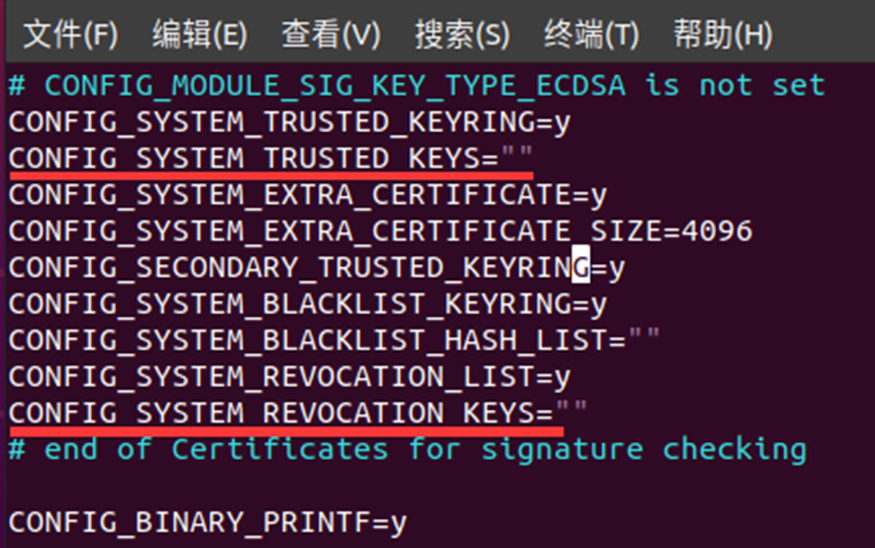 文件(F) 编辑(E) 查看(V) 搜索(S) 终端(T) 帮助(H)
# CONFIG_MODULE_SIG_KEY_TYPE_ECDSA is not set
CONFIG_SYSTEM_TRUSTED_KEYRING=y
CONFIG_SYSTEM_TRUSTED_KEYS=""
CONFIG_SYSTEM_EXTRA_CERTIFICATE=y
CONFIG_SYSTEM_EXTRA_CERTIFICATE_SIZE=4096
CONFIG_SECONDARY_TRUSTED_KEYRING=y
CONFIG_SYSTEM_BLACKLIST_KEYRING=y
CONFIG_SYSTEM_BLACKLIST_HASH_LIST=""
CONFIG_SYSTEM_REVOCATION_LIST=y
CONFIG_SYSTEM_REVOCATION_KEYS=""
# end of Certificates for signature checking
CONFIG_BINARY_PRINTF=y